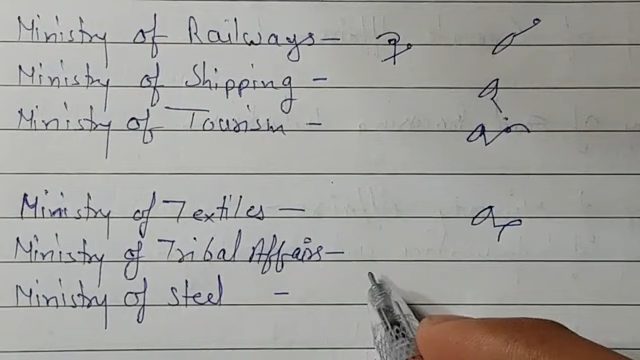 Ministry of Railways –
Ministry of Shipping –
Ministry of Tourism –
Ministry of Textiles –
Ministry of Tribal Affairs –
Ministry of steel –